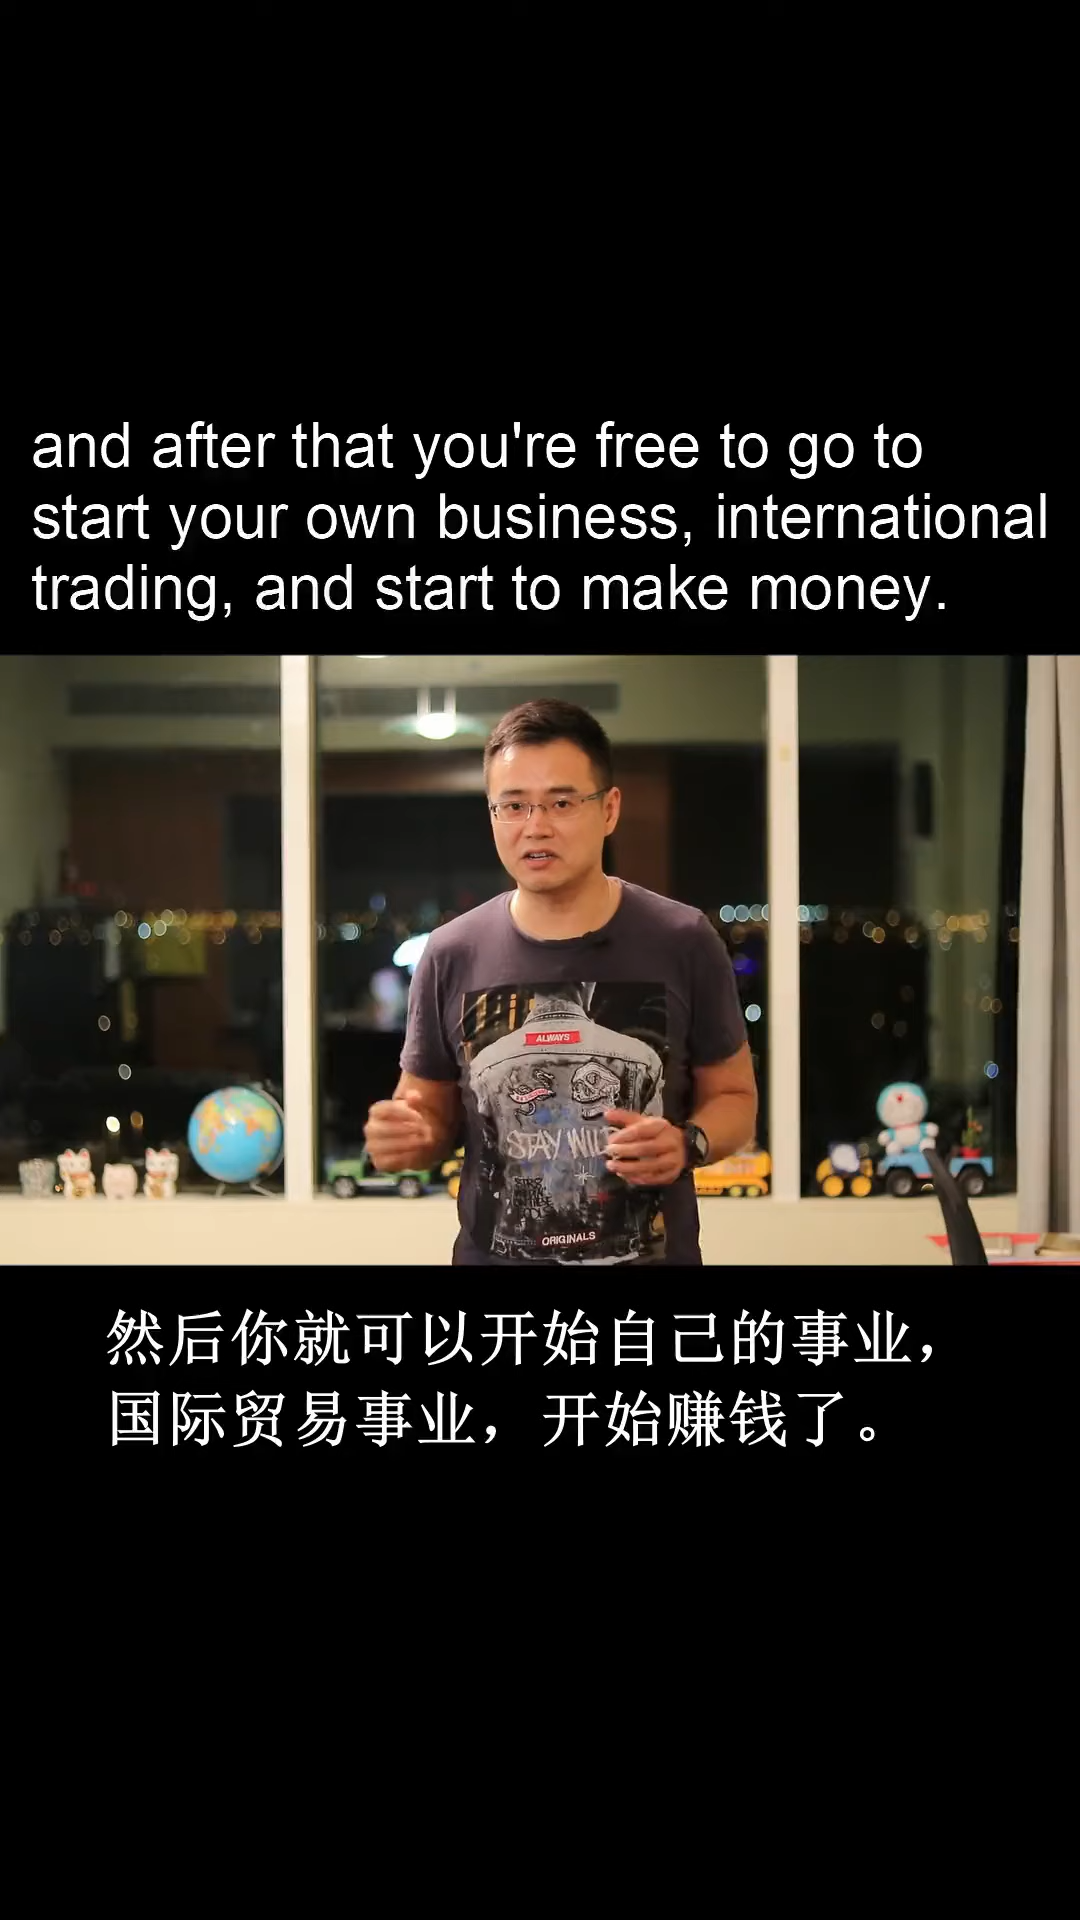 and after that you're free to go to
start your own business, international
trading, and start to make money.
ALWAYS
STAY WILD
ORIGINALS
然后你就可以开始自己的事业，
国际贸易事业，开始赚钱了。